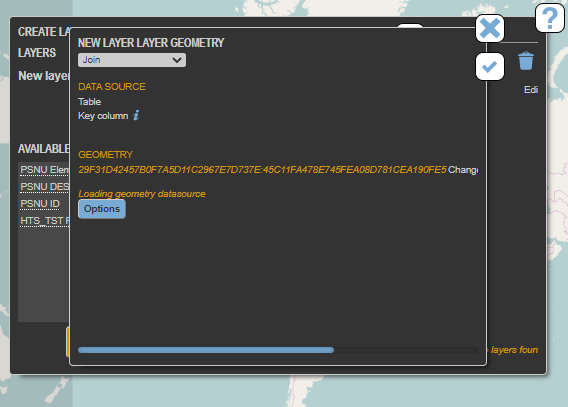 CREATE LA
?
NEW LAYER LAYER GEOMETRY
LAYERS
Join
New layer
DATA SOURCE
Edi
Table
Key column i
AVAILABLE
GEOMETRY
PSNU Elem
29F31D42457B0F7A5D11C2967E7D737E:45C11FA478E745FEA08D781CEA190FE5 Change
PSNU DES
Loading geometry datasource
PSNU ID
Options
HTS_TST F
layers foun